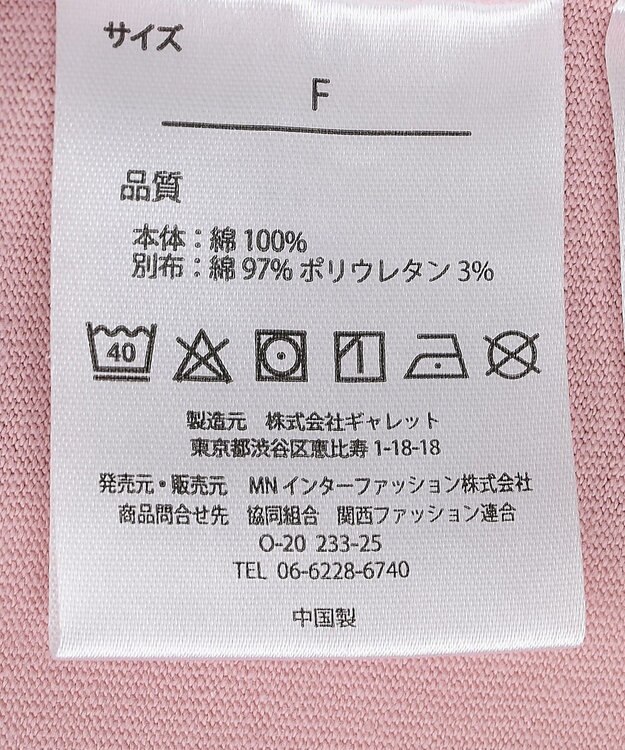 サイズ
F
品質
本体：綿 100%
別布：綿 97% ポリウレタン 3%
40
製造元　株式会社ギャレット
東京都渋谷区恵比寿 1-18-18
発売元・販売元　MN インターファッション株式会社
商品問合せ先　協同組合　関西ファッション連合
O-20 233-25
TEL 06-6228-6740
中国製